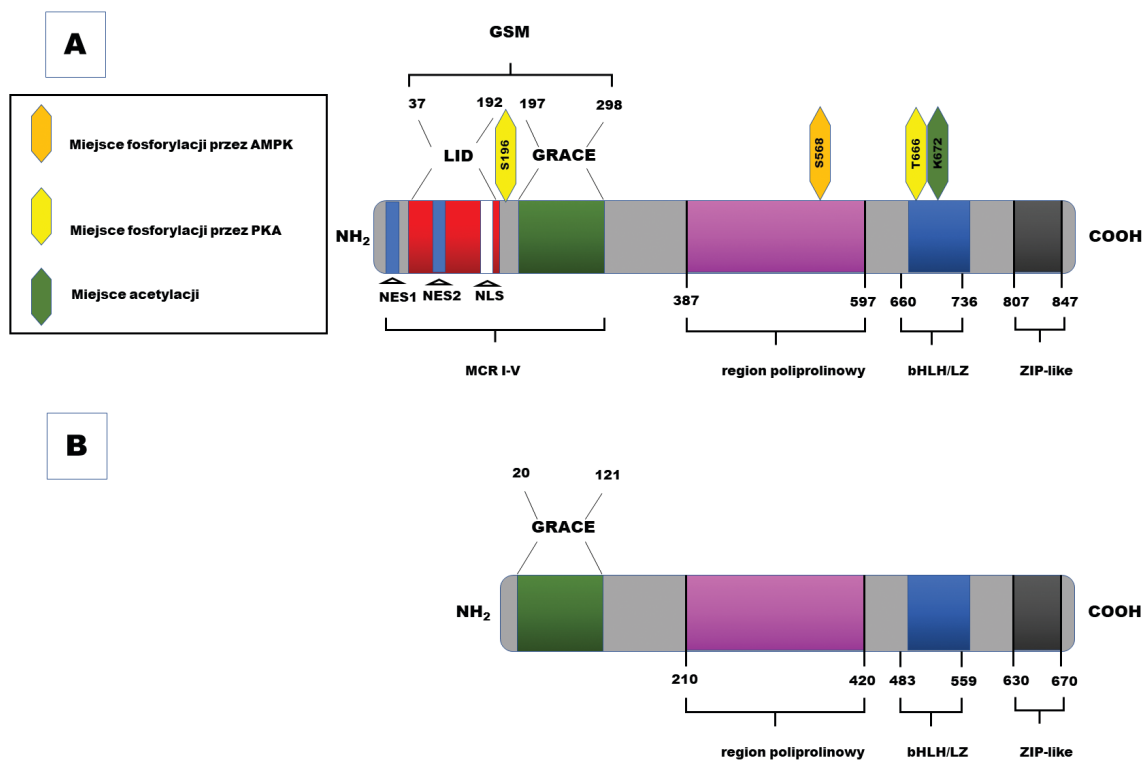 A
GSM
37
192
197
298
Miejsce fosforylacji przez AMPK
Miejsce fosforylacji przez PKA
Miejsce acetylacji
LID
S196
GRACE
S568
T666
K672
NH2
COOH
NES1
NES2
NLS
387
597
660
736
807
847
MCR I-V
region poliprolinowy
bHLH/LZ
ZIP-like
B
20
121
GRACE
NH2
COOH
210
420
483
559
630
670
region poliprolinowy
bHLH/LZ
ZIP-like